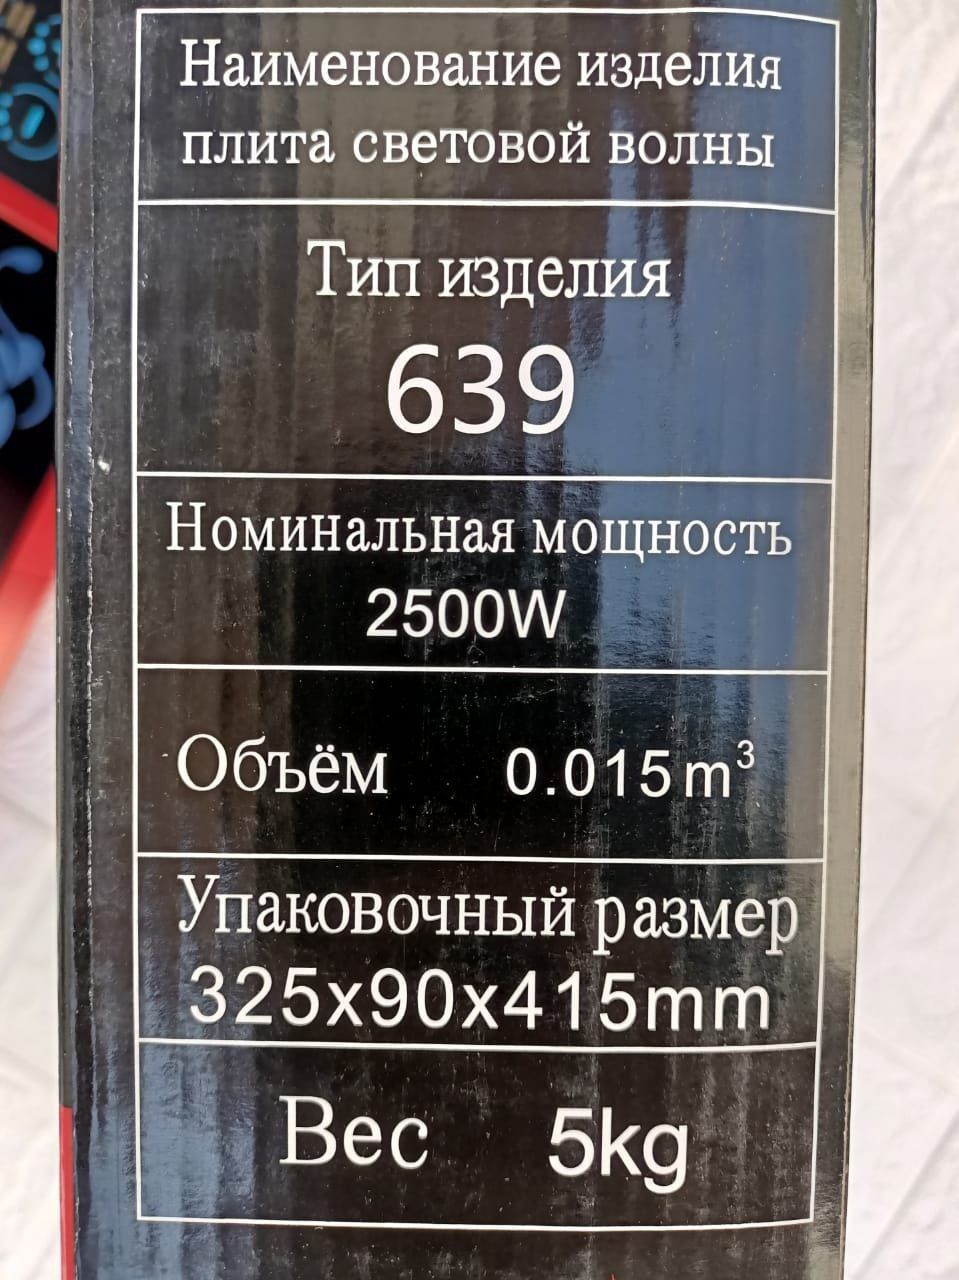 Наименование изделия
плита световой волны
Тип изделия
639
Номинальная мощность
2500W
Объём 0.015m³
Упаковочный размер
325x90x415mm
Вес 5kg